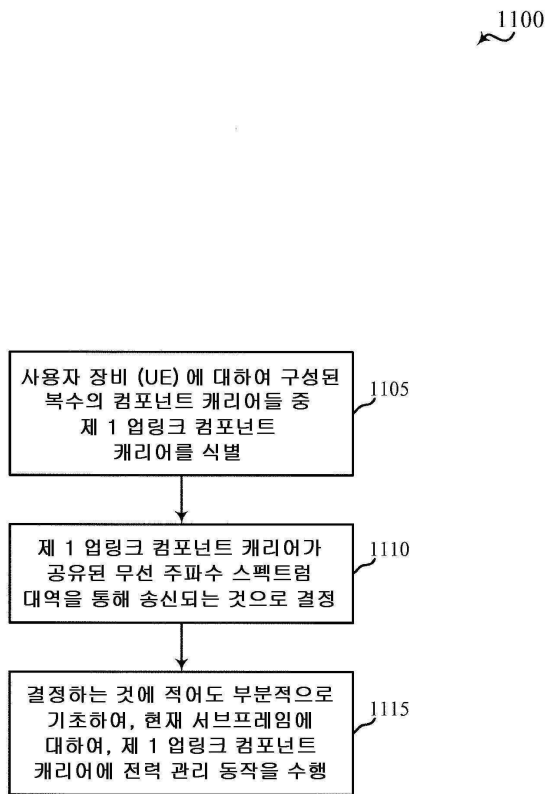 1100
사용자 장비 (UE) 에 대하여 구성된
복수의 컴포넌트 캐리어들 중
제 1 업링크 컴포넌트
캐리어를 식별
1105
제 1 업링크 컴포넌트 캐리어가
공유된 무선 주파수 스펙트럼
대역을 통해 송신되는 것으로 결정
1110
결정하는 것에 적어도 부분적으로
기초하여, 현재 서브프레임에
대하여, 제 1 업링크 컴포넌트
캐리어에 전력 관리 동작을 수행
1115